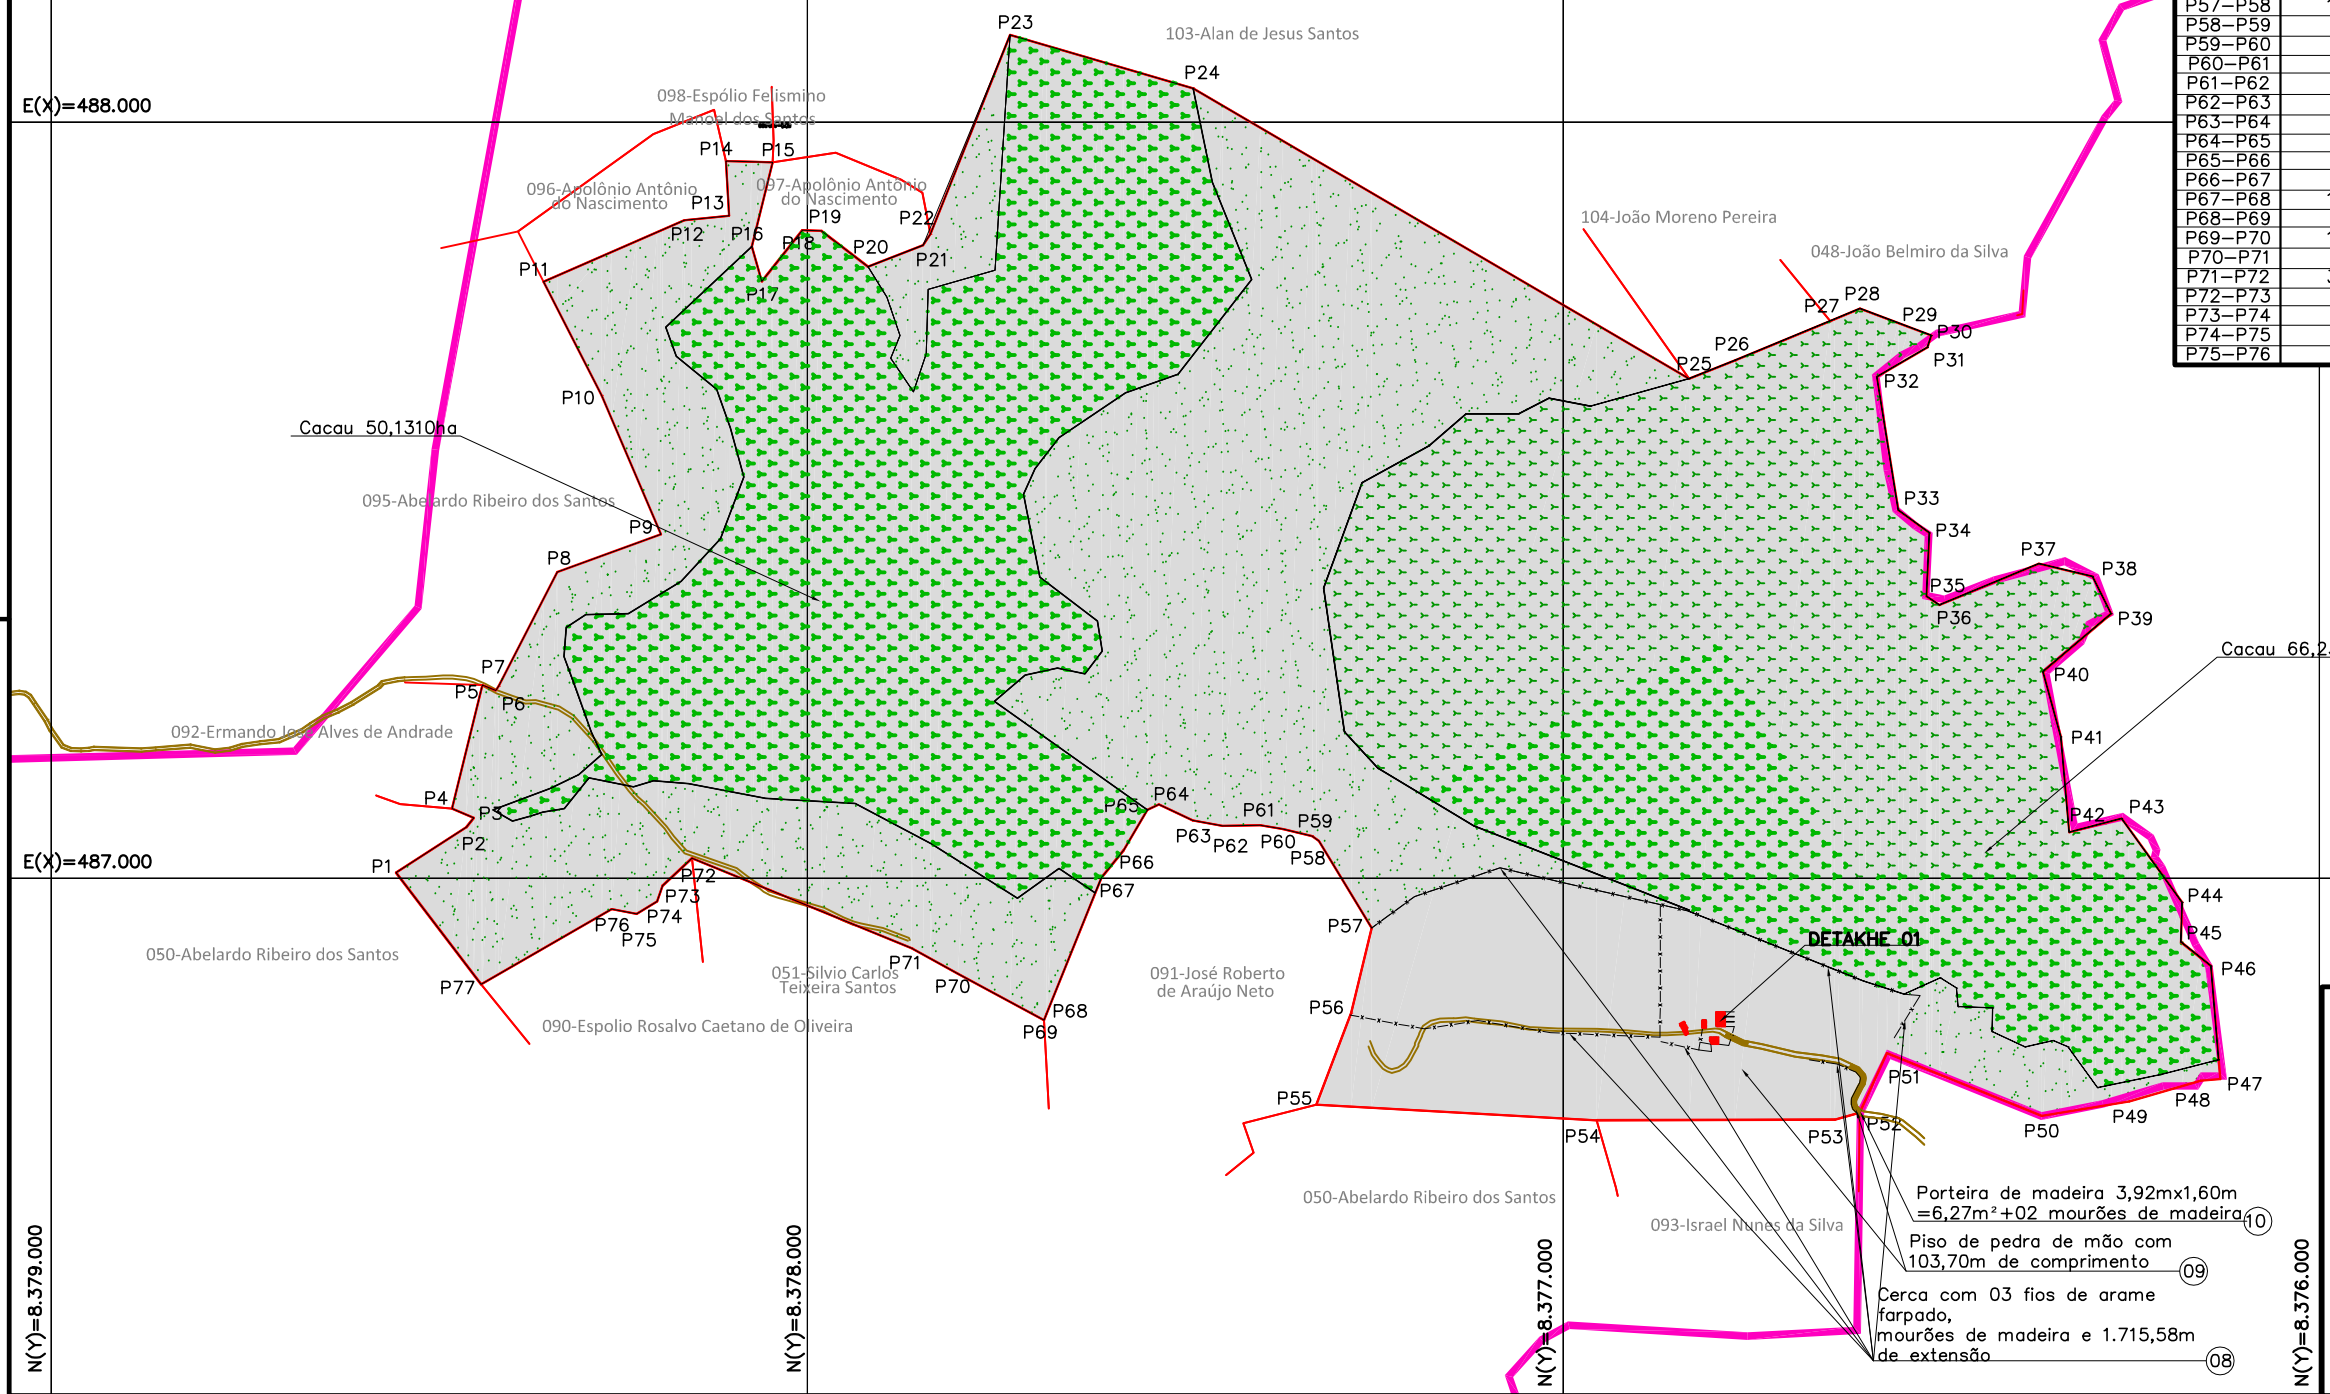 P23
103-Alan de Jesus Santos
P24
098-Espólio Felismino
Manoel dos Santos
E(X)=488.000
P14
P15
096-Apolônio Antônio
do Nascimento
097-Apolônio Antônio
do Nascimento
P13
P12
P16
P18
P19
P22
P20
P21
P11
P17
104-João Moreno Pereira
048-João Belmiro da Silva
P27
P28
P29
P30
P31
P26
P25
P32
P10
Cacau 50,1310ha
095-Abelardo Ribeiro dos Santos
P9
P8
P33
P34
P35
P36
P37
P38
P39
P40
Cacau 66,2
P7
P5
P6
092-Ermando José Alves de Andrade
P41
P42
P43
P4
P3
P2
P1
E(X)=487.000
P65
P64
P63
P62
P61
P60
P59
P58
P66
P67
P72
P73
P74
P75
P76
P77
P57
DETAKHE 01
P44
P45
P46
050-Abelardo Ribeiro dos Santos
051-Silvio Carlos
Teixeira Santos
P71
P70
091-José Roberto
de Araújo Neto
P56
P68
P69
090-Espolio Rosalvo Caetano de Oliveira
P55
P54
P53
P52
P51
P50
P49
P48
P47
050-Abelardo Ribeiro dos Santos
093-Israel Nunes da Silva
Porteira de madeira 3,92mx1,60m
=6,27m²+02 mourões de madeira
10
Piso de pedra de mão com
103,70m de comprimento
09
Cerca com 03 fios de arame
farpado,
mourões de madeira e 1.715,58m
de extensão
08
N(Y)=8.379.000
N(Y)=8.378.000
N(Y)=8.377.000
N(Y)=8.376.000
P57-P58
P58-P59
P59-P60
P60-P61
P61-P62
P62-P63
P63-P64
P64-P65
P65-P66
P66-P67
P67-P68
P68-P69
P69-P70
P70-P71
P71-P72
P72-P73
P73-P74
P74-P75
P75-P76